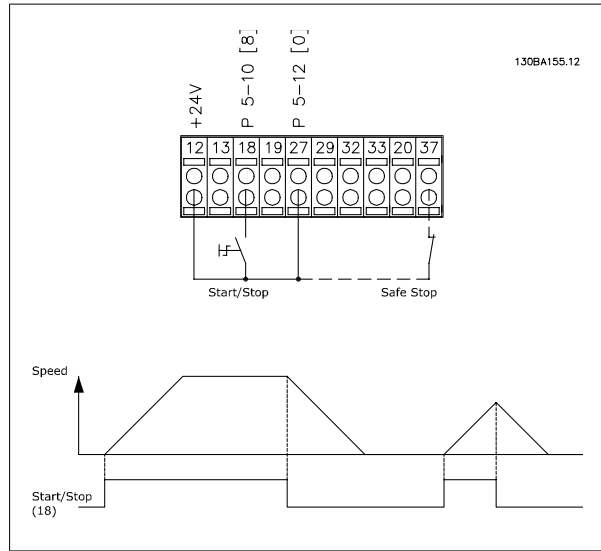 130BA155.12
+24V
P 5-10 [8]
P 5-12 [0]
12 13 18 19 27 29 32 33 20 37
Start/Stop
Safe Stop
Speed
Start/Stop
(18)